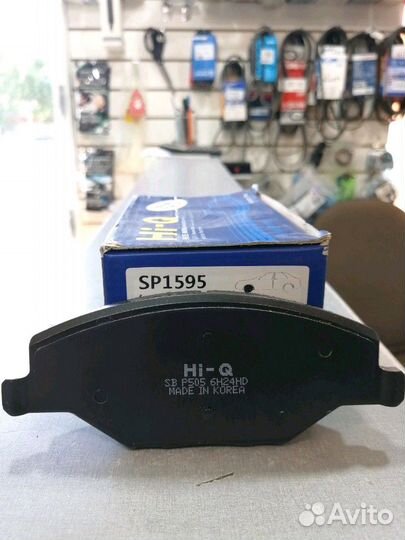 Hi-Q
SP1595
Hi-Q
SB P505 6H24HD
MADE IN KOREA
Avito